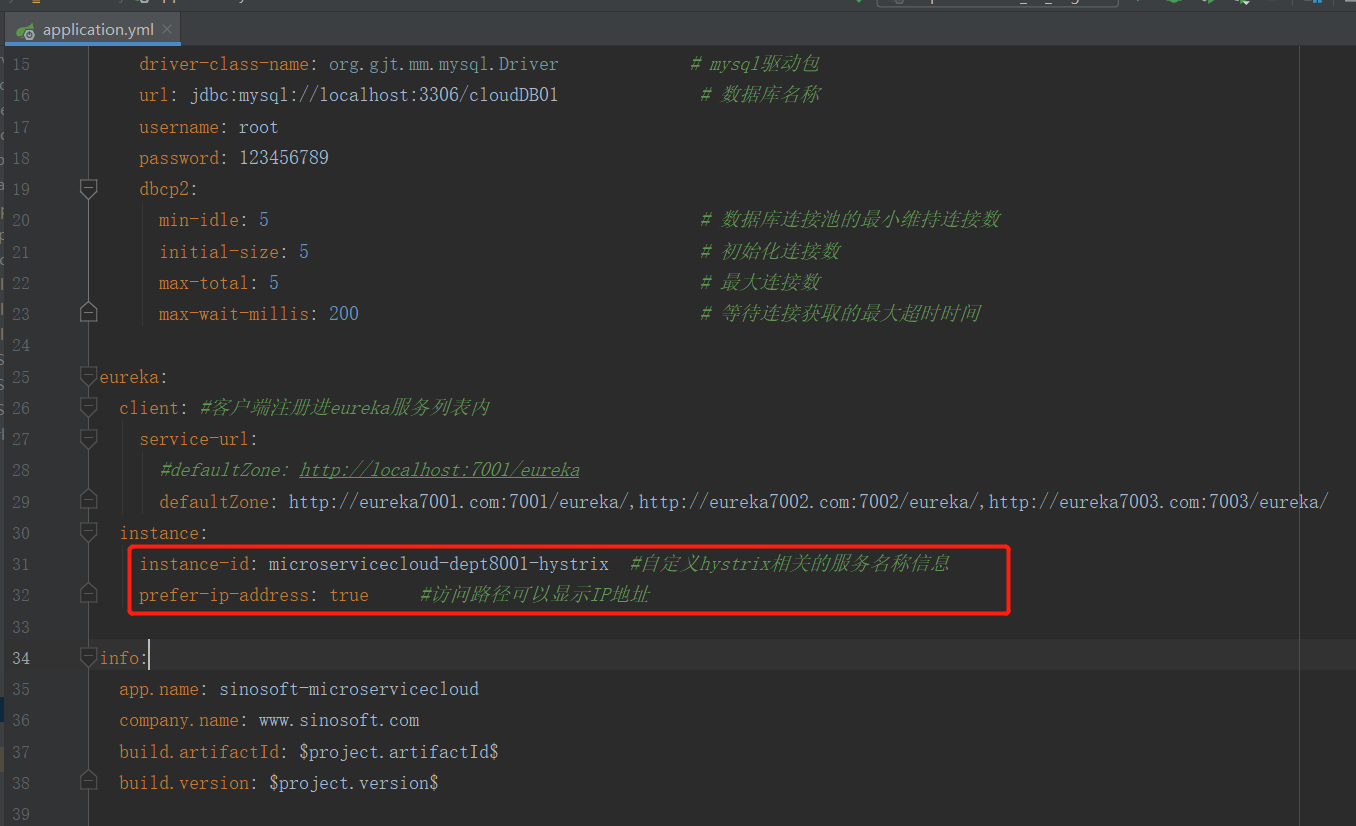 application.yml
15 driver-class-name: org.gjt.mm.mysql.Driver # mysql驱动包
16 url: jdbc:mysql://localhost:3306/cloudDB01 # 数据库名称
17 username: root
18 password: 123456789
19 dbcp2:
20 min-idle: 5 # 数据库连接池的最小维持连接数
21 initial-size: 5 # 初始化连接数
22 max-total: 5 # 最大连接数
23 max-wait-millis: 200 # 等待连接获取的最大超时时间
24
25 eureka:
26 client: #客户端注册进eureka服务列表内
27 service-url:
28 #defaultZone: http://localhost:7001/eureka
29 defaultZone: http://eureka7001.com:7001/eureka/,http://eureka7002.com:7002/eureka/,http://eureka7003.com:7003/eureka/
30 instance:
31 instance-id: microservicecloud-dept8001-hystrix #自定义hystrix相关的服务名称信息
32 prefer-ip-address: true #访问路径可以显示IP地址
33
34 info:
35 app.name: sinosoft-microservicecloud
36 company.name: www.sinosoft.com
37 build.artifactId: $project.artifactId$
38 build.version: $project.version$
39